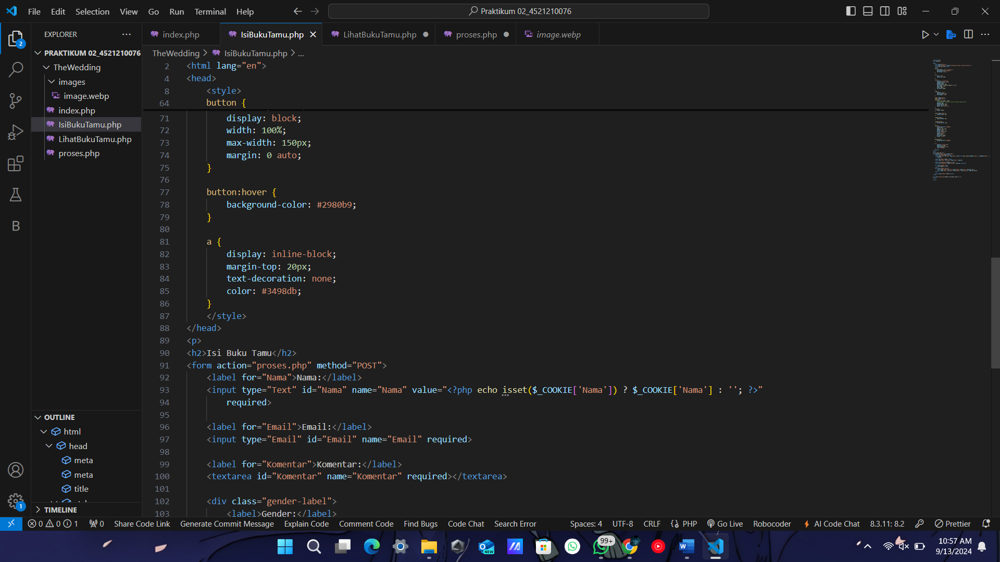 File Edit Selection View Go Run Terminal Help
Praktikum 02_4521210076
EXPLORER
index.php
IsiBukuTamu.php
LihatBukuTamu.php
proses.php
image.webp
2
PRAKTIKUM 02_4521210076
TheWedding
images
image.webp
index.php
IsiBukuTamu.php
LihatBukuTamu.php
proses.php
TheWedding > IsiBukuTamu.php > ...
2 <html lang="en">
4 <head>
8 <style>
64 button {
71 display: block;
72 width: 100%;
73 max-width: 150px;
74 margin: 0 auto;
75 }
76
77 button:hover {
78 background-color: #2980b9;
79 }
80
81 a {
82 display: inline-block;
83 margin-top: 20px;
84 text-decoration: none;
85 color: #3498db;
86 }
87 </style>
88 </head>
89 <p>
90 <h2>Isi Buku Tamu</h2>
91 <form action="proses.php" method="POST">
92 <label for="Nama">Nama:</label>
93 <input type="Text" id="Nama" name="Nama" value="<?php echo isset($_COOKIE['Nama']) ? $_COOKIE['Nama'] : ''; ?>"
94 required>
95
96 <label for="Email">Email:</label>
97 <input type="Email" id="Email" name="Email" required>
98
99 <label for="Komentar">Komentar:</label>
100 <textarea id="Komentar" name="Komentar" required></textarea>
101
102 <div class="gender-label">
103 <label>Gender:</label>
B
OUTLINE
html
head
meta
meta
title
TIMELINE
1
0 0 1 0 Share Code Link Generate Commit Message Explain Code Comment Code Find Bugs Code Chat Search Error Spaces: 4 UTF-8 CRLF {} PHP Go Live Robocoder AI Code Chat 8.3.11: 8.2 Prettier
NEW
99+
10:57 AM
9/13/2024